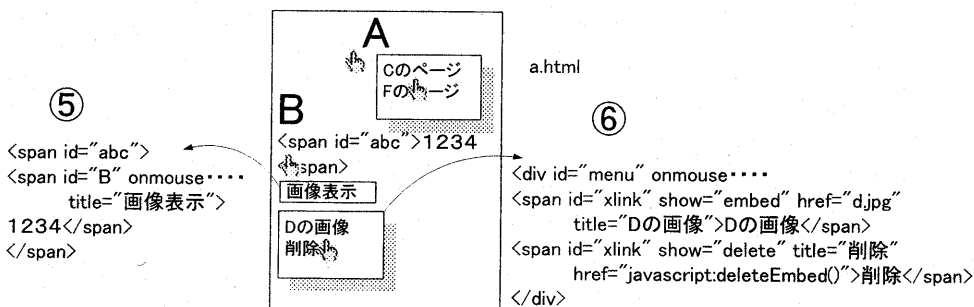 ⑤
<span id="abc">
<span id="B" onmouse････
title="画像表示">
1234</span>
</span>
A
Cのページ
Fのページ
B
<span id="abc">1234
span>
画像表示
Dの画像
削除
a.html
⑥
<div id="menu" onmouse････
<span id="xlink" show="embed" href="d.jpg"
title="Dの画像">Dの画像</span>
<span id="xlink" show="delete" title="削除"
href="javascript:deleteEmbed()">削除</span>
</div>